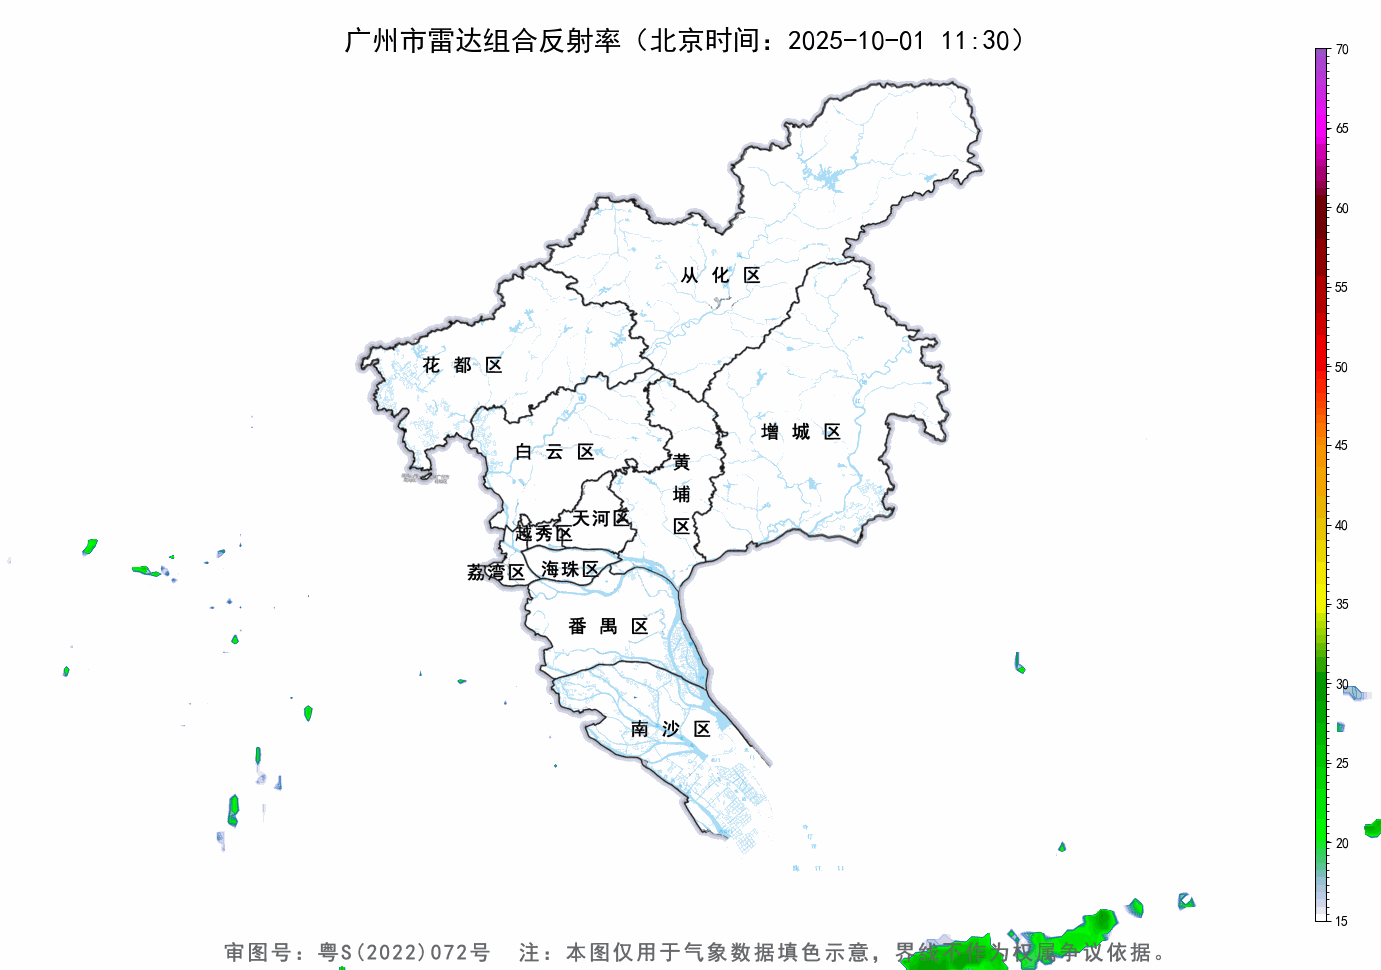 广州市雷达组合反射率（北京时间：2025-10-01 11:30）
70
65
60
55
50
45
40
35
30
25
20
15
从化区
花都区
增城区
白云区
黄埔区
天河区
越秀区
荔湾区
海珠区
番禺区
南沙区
审图号：粤S(2022)072号 注：本图仅用于气象数据填色示意，界线不作为权属争议依据。